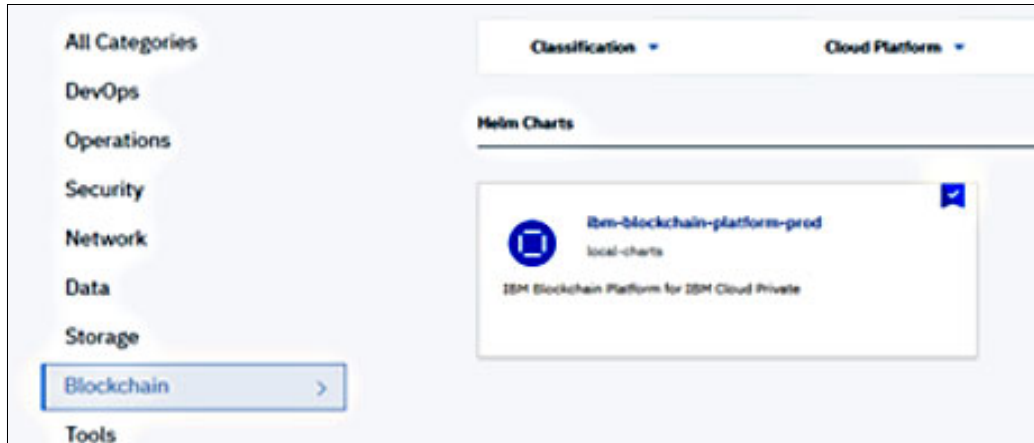 All Categories
DevOps
Operations
Security
Network
Data
Storage
Blockchain
Tools
Classification
Cloud Platform
Helm Charts
ibm-blockchain-platform-prod
local-charts
IBM Blockchain Platform for IBM Cloud Private